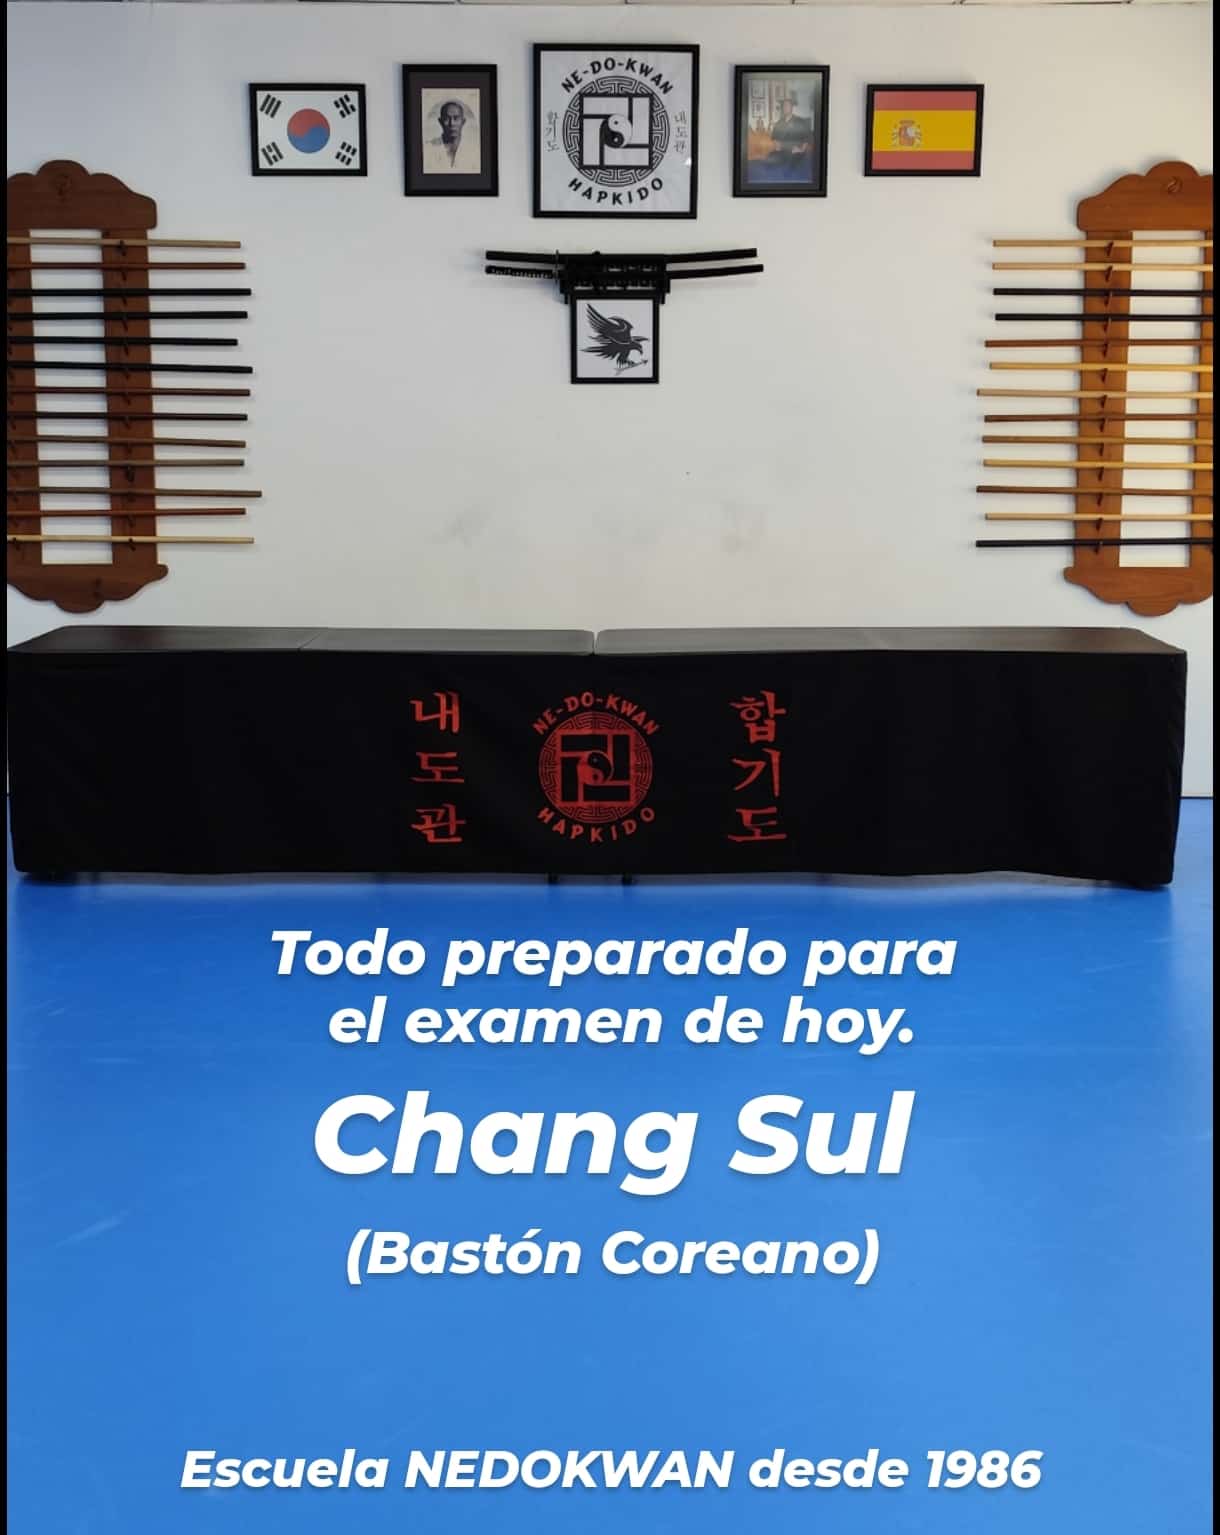 NE-DO-KWAN
합기도
내도관
HAPKIDO
내도관
NE-DO-KWAN
HAPKIDO
합기도
Todo preparado para
el examen de hoy.
Chang Sul
(Bastón Coreano)
Escuela NEDOKWAN desde 1986